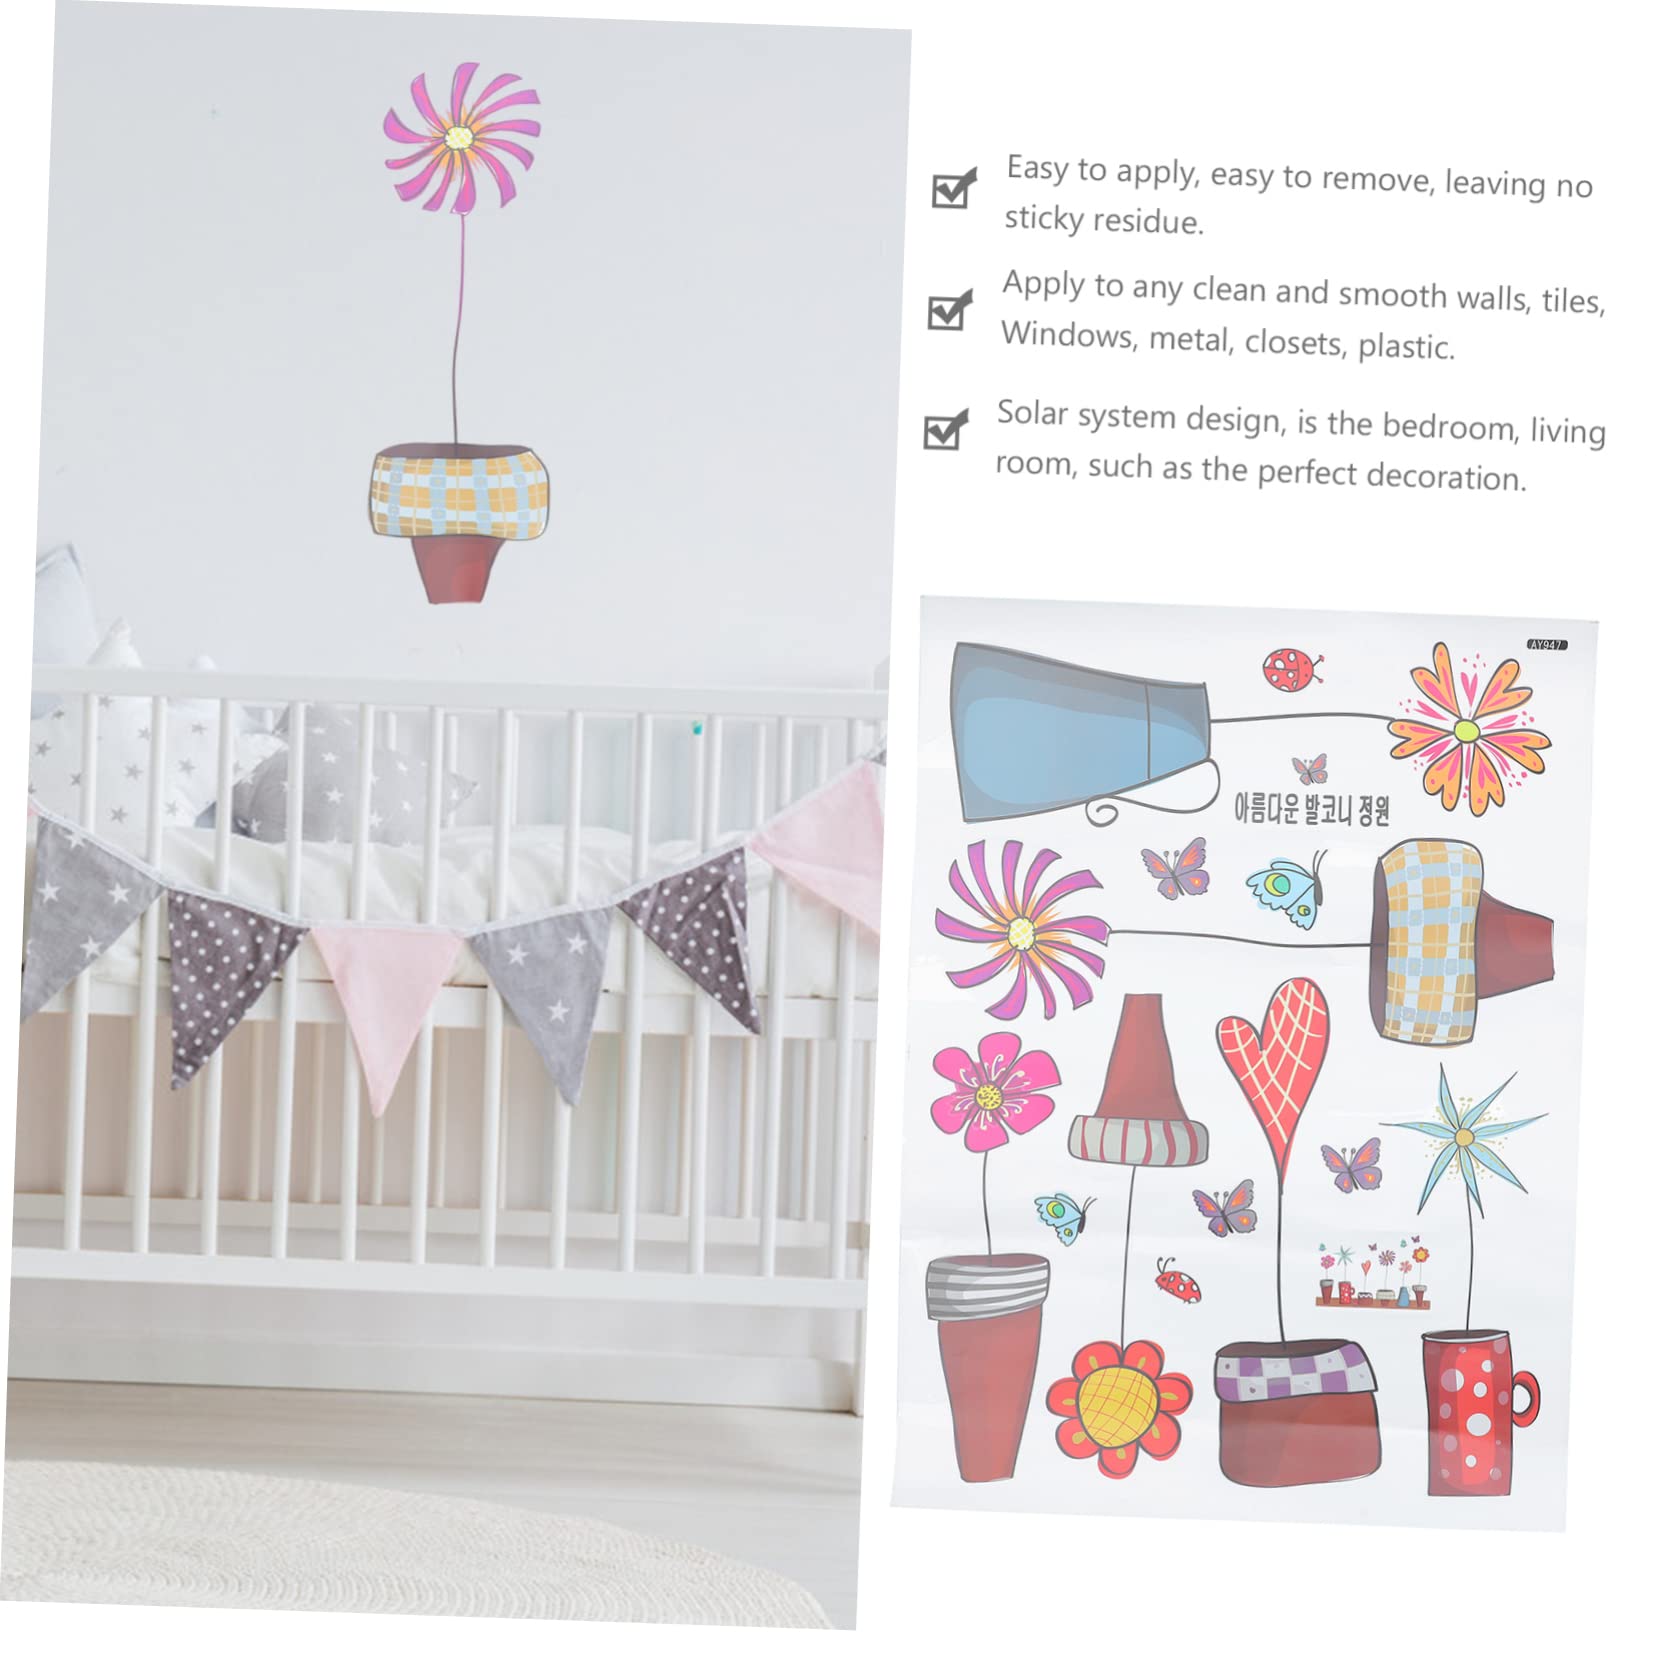 Easy to apply, easy to remove, leaving no
sticky residue.
Apply to any clean and smooth walls, tiles,
Windows, metal, closets, plastic.
Solar system design, is the bedroom, living
room, such as the perfect decoration.
AY947
아름다운 발코니 정원